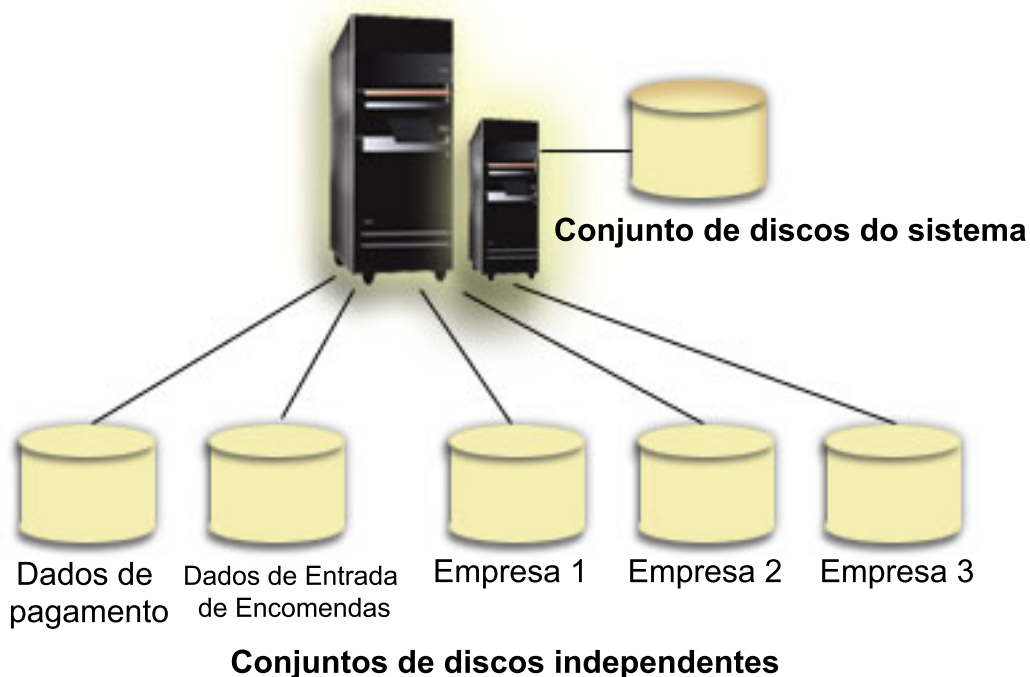 Conjunto de discos do sistema
Dados de
pagamento
Dados de Entrada
de Encomendas
Empresa 1
Empresa 2
Empresa 3
Conjuntos de discos independentes